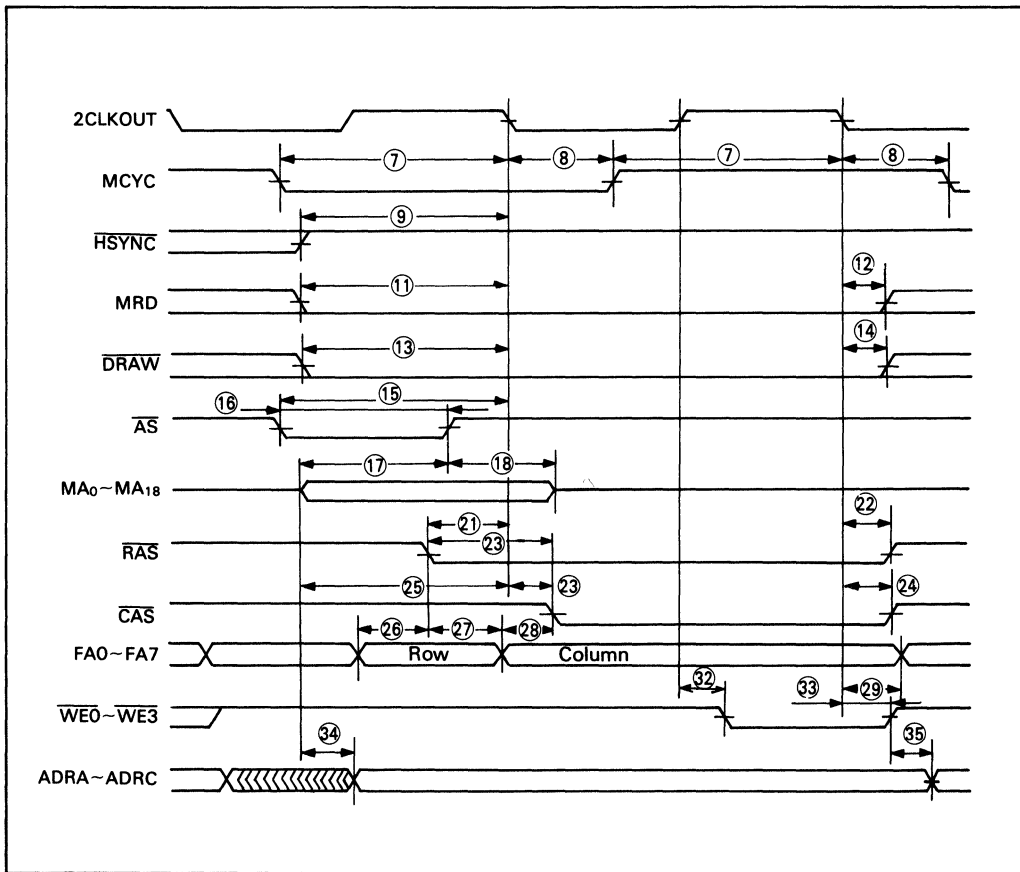 2CLKOUT
⑦ ⑧ ⑦ ⑧
MCYC
⑨
HSYNC
⑫
⑪
MRD
⑬ ⑭
DRAW
⑮
⑯
AS
⑰ ⑱
MA₀~MA₁₈
㉑ ㉒
㉓
RAS
㉕ ㉓ ㉔
CAS
㉖ ㉗ ㉘
FA0~FA7 Row Column
㉜ ㉝ ㉙
WE0~WE3
㉞ ㉟
ADRA~ADRC